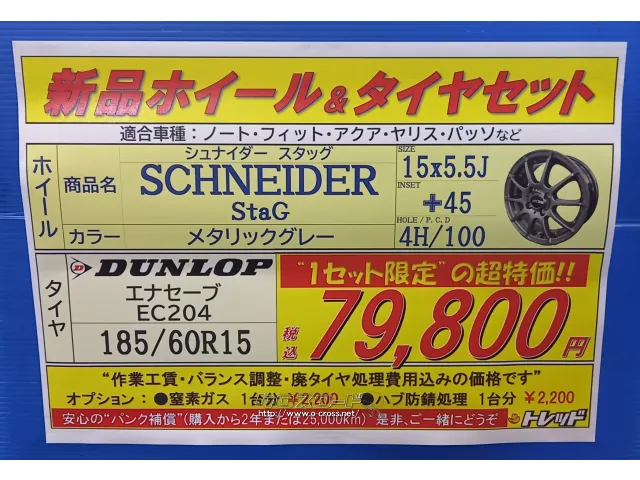 新品ホイール&タイヤセット
適合車種：ノート・フィット・アクア・ヤリス・パッソなど
ホイール
商品名
シュナイダー スタッグ
SCHNEIDER
StaG
カラー
メタリックグレー
SIZE
15x5.5J
INSET
+45
HOLE/P.C.D
4H/100
タイヤ
DUNLOP
エナセーブ
EC204
185/60R15
"1セット限定"の超特価!!
税込
79,800円
"作業工賃・バランス調整・廃タイヤ処理費用込みの価格です"
オプション：●窒素ガス 1台分 ￥2,200 ●ハブ防錆処理 1台分 ￥2,200
http://www.o-cross.net/
安心の"パンク補償"(購入から2年または25,000km) 是非、ご一緒にどうぞ
トレッド